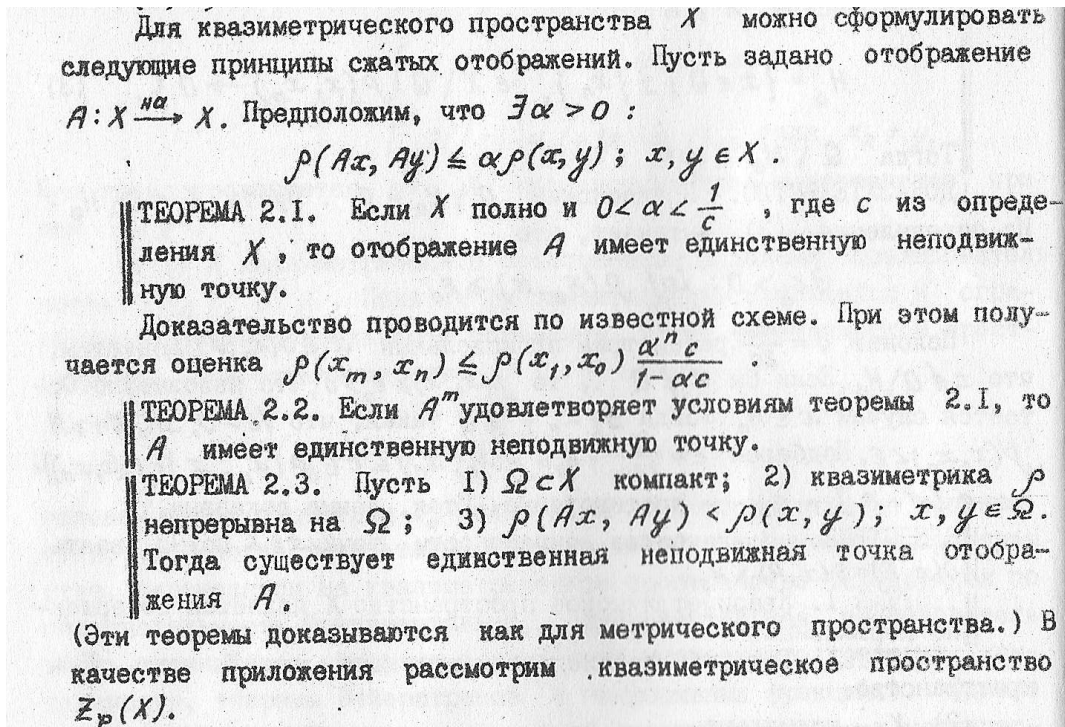 Для квазиметрического пространства X можно сформулировать
следующие принципы сжатых отображений. Пусть задано отображение
A: X на→ X. Предположим, что ∃α > 0 :
ρ(Ax, Ay) ≤ αρ(x, y) ; x, y ∈ X .
ТЕОРЕМА 2.1. Если X полно и 0 < α < 1/c , где c из опреде-
ления X , то отображение A имеет единственную неподвиж-
ную точку.
Доказательство проводится по известной схеме. При этом полу-
чается оценка ρ(xₘ, xₙ) ≤ ρ(x₁, x₀) αⁿc/(1-αc)
ТЕОРЕМА 2.2. Если Aᵐ удовлетворяет условиям теоремы 2.1, то
A имеет единственную неподвижную точку.
ТЕОРЕМА 2.3. Пусть 1) Ω ⊂ X компакт; 2) квазиметрика ρ
непрерывна на Ω ; 3) ρ(Ax, Ay) < ρ(x, y) ; x, y ∈ Ω.
Тогда существует единственная неподвижная точка отобра-
жения A.
(Эти теоремы доказываются как для метрического пространства.) В
качестве приложения рассмотрим квазиметрическое пространство
Zₚ(X).